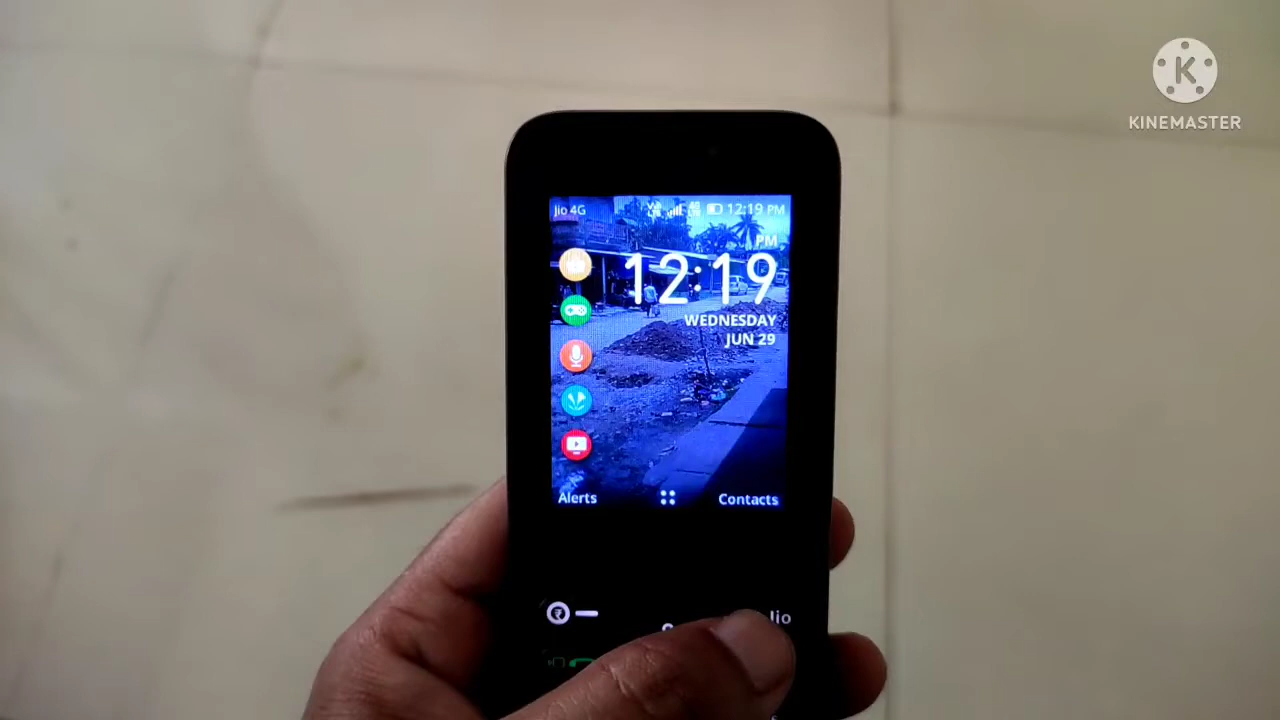 KINEMASTER
Jio 4G 12:19 PM
PM
12:19
WEDNESDAY
JUN 29
Alerts Contacts
Jio